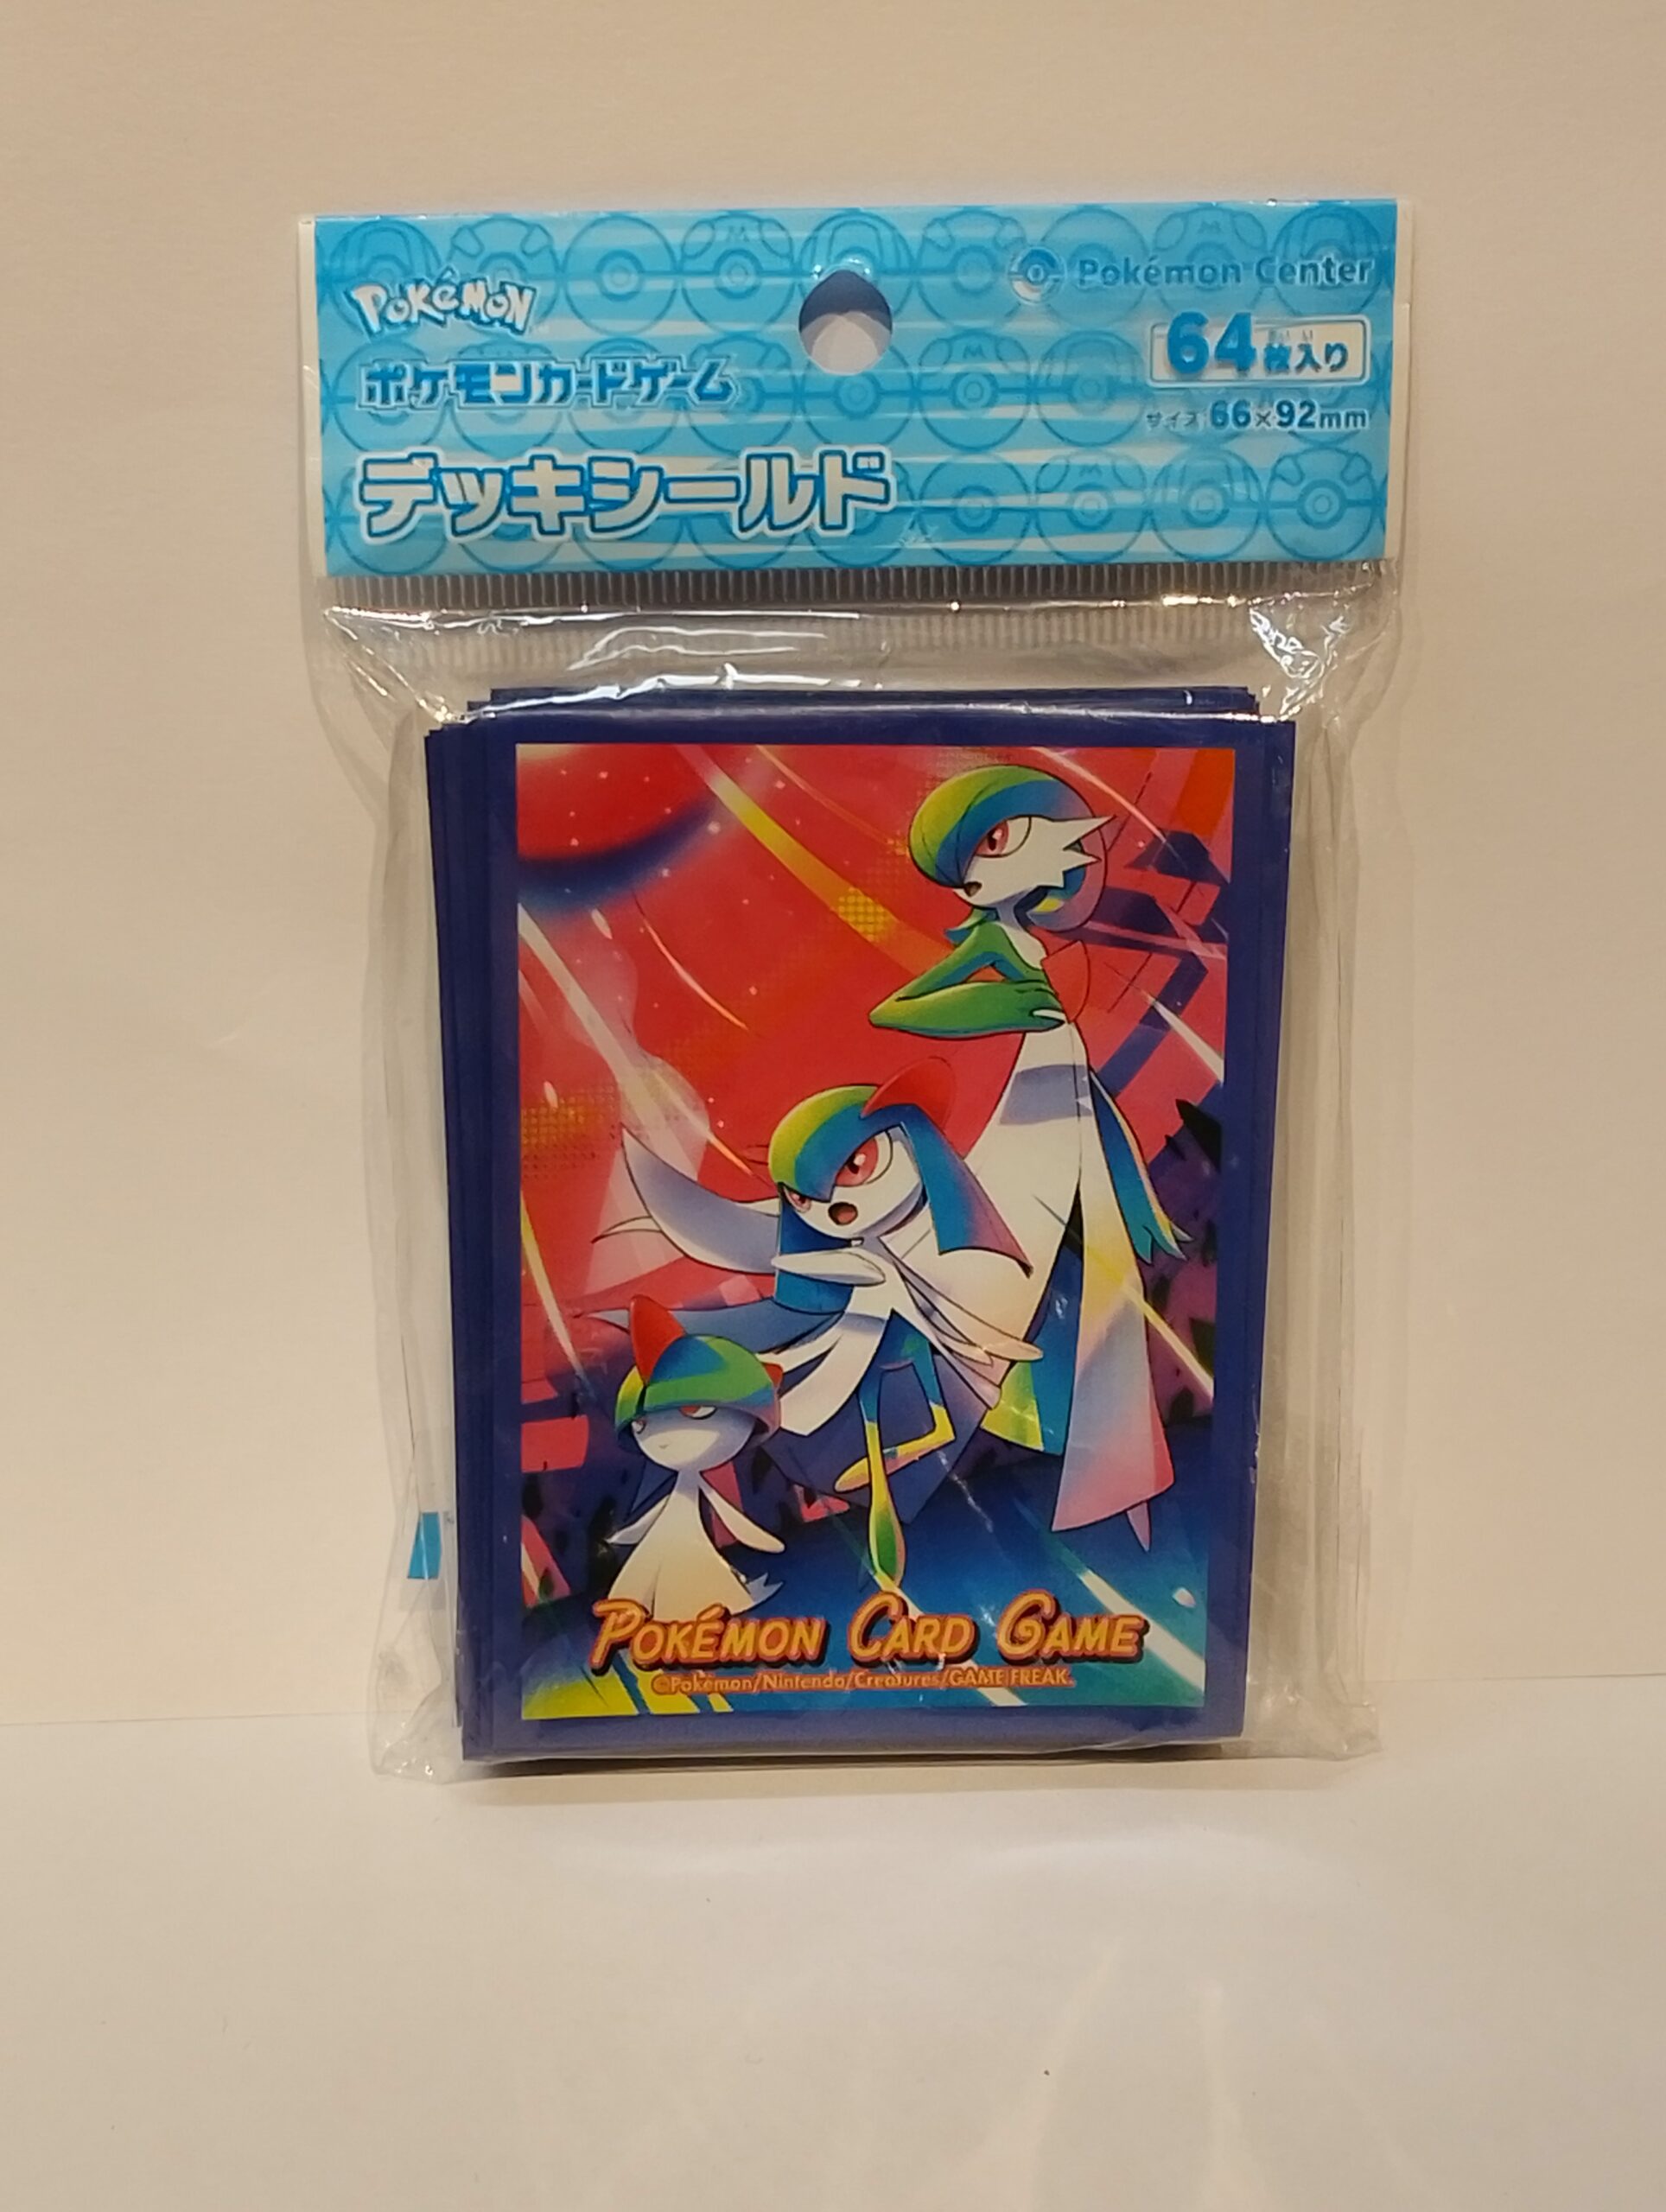 Pokémon
Pokémon Center
ポケモンカードゲーム
64枚入り
サイズ 66×92mm
デッキシールド
POKÉMON CARD GAME
©Pokémon/Nintendo/Creatures/GAME FREAK.